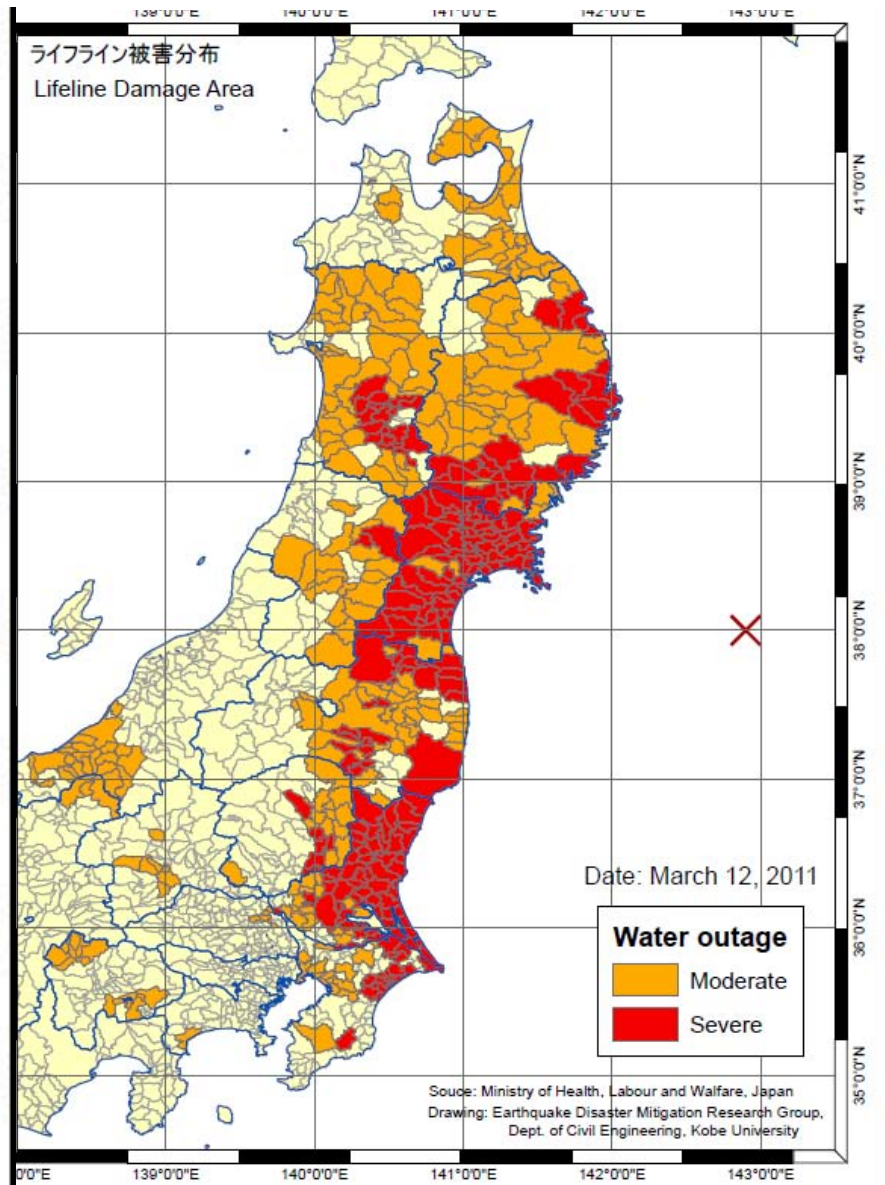 139°0'0"E 140°0'0"E 141°0'0"E 142°0'0"E 143°0'0"E
ライフライン被害分布
Lifeline Damage Area
41°0'0"N
40°0'0"N
39°0'0"N
38°0'0"N
37°0'0"N
36°0'0"N
35°0'0"N
Date: March 12, 2011
Water outage
Moderate
Severe
Souce: Ministry of Health, Labour and Walfare, Japan
Drawing: Earthquake Disaster Mitigation Research Group,
Dept. of Civil Engineering, Kobe University
0'0"E 139°0'0"E 140°0'0"E 141°0'0"E 142°0'0"E 143°0'0"E